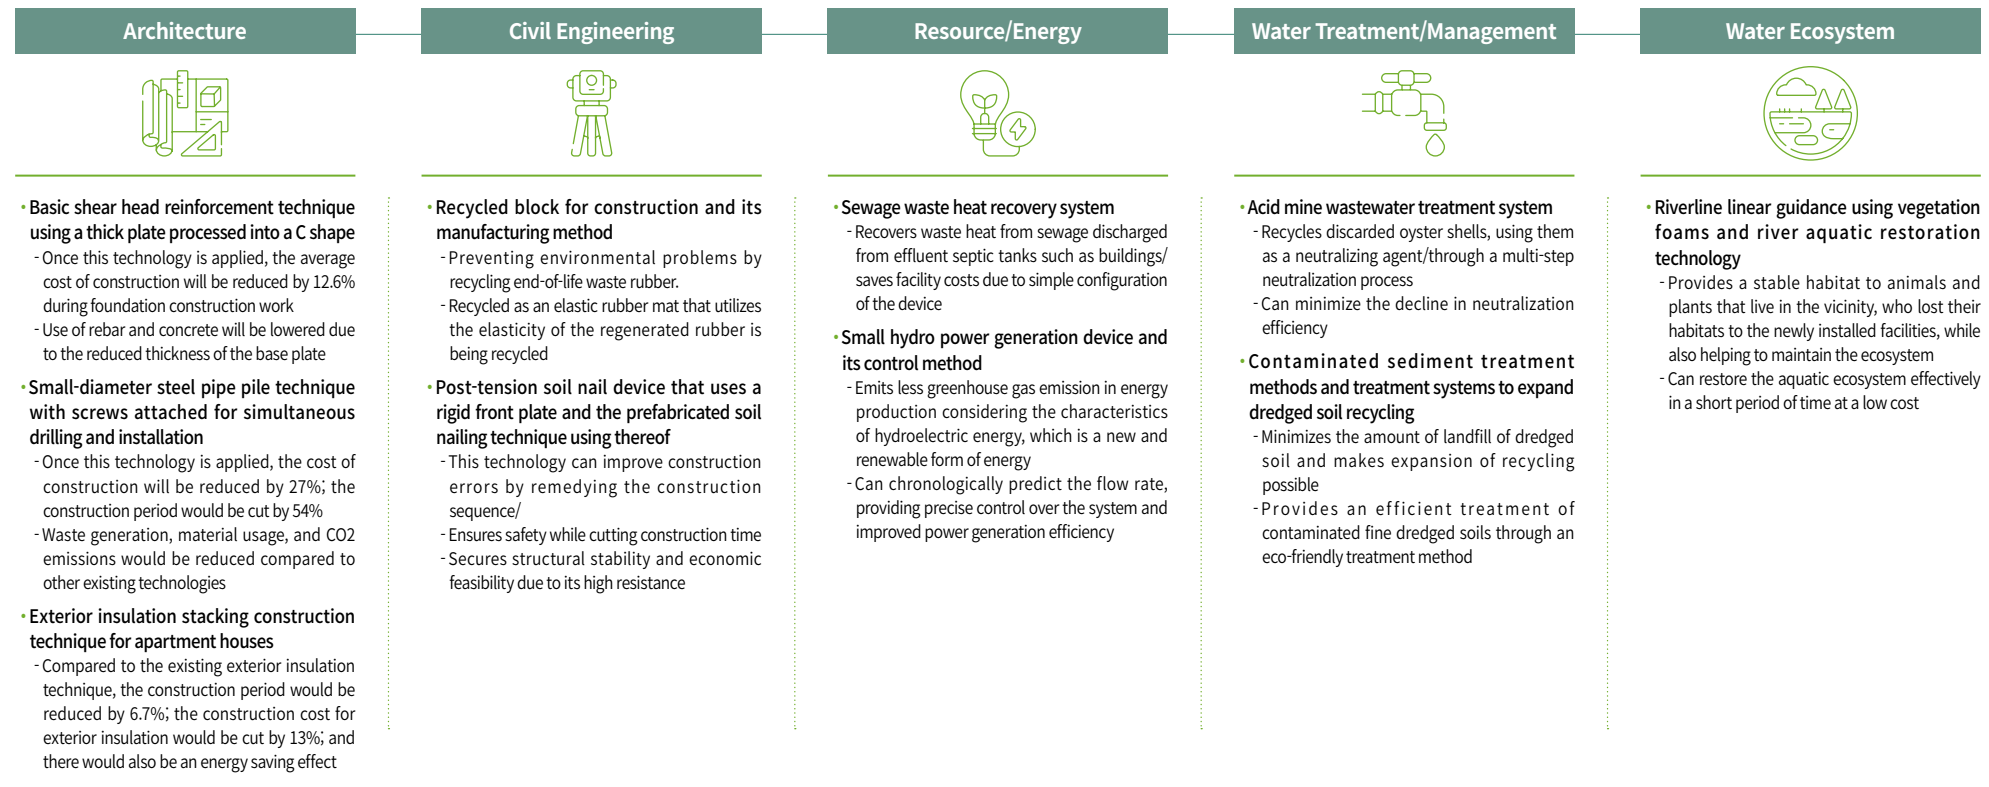 Architecture
• Basic shear head reinforcement technique
using a thick plate processed into a C shape
- Once this technology is applied, the average
cost of construction will be reduced by 12.6%
during foundation construction work
- Use of rebar and concrete will be lowered due
to the reduced thickness of the base plate
• Small-diameter steel pipe pile technique
with screws attached for simultaneous
drilling and installation
- Once this technology is applied, the cost of
construction will be reduced by 27%; the
construction period would be cut by 54%
- Waste generation, material usage, and CO2
emissions would be reduced compared to
other existing technologies
• Exterior insulation stacking construction
technique for apartment houses
- Compared to the existing exterior insulation
technique, the construction period would be
reduced by 6.7%; the construction cost for
exterior insulation would be cut by 13%; and
there would also be an energy saving effect
Civil Engineering
• Recycled block for construction and its
manufacturing method
- Preventing environmental problems by
recycling end-of-life waste rubber.
- Recycled as an elastic rubber mat that utilizes
the elasticity of the regenerated rubber is
being recycled
• Post-tension soil nail device that uses a
rigid front plate and the prefabricated soil
nailing technique using thereof
- This technology can improve construction
errors by remedying the construction
sequence/
- Ensures safety while cutting construction time
- Secures structural stability and economic
feasibility due to its high resistance
Resource/Energy
• Sewage waste heat recovery system
- Recovers waste heat from sewage discharged
from effluent septic tanks such as buildings/
saves facility costs due to simple configuration
of the device
• Small hydro power generation device and
its control method
- Emits less greenhouse gas emission in energy
production considering the characteristics
of hydroelectric energy, which is a new and
renewable form of energy
- Can chronologically predict the flow rate,
providing precise control over the system and
improved power generation efficiency
Water Treatment/Management
• Acid mine wastewater treatment system
- Recycles discarded oyster shells, using them
as a neutralizing agent/through a multi-step
neutralization process
- Can minimize the decline in neutralization
efficiency
• Contaminated sediment treatment
methods and treatment systems to expand
dredged soil recycling
- Minimizes the amount of landfill of dredged
soil and makes expansion of recycling
possible
- Provides an efficient treatment of
contaminated fine dredged soils through an
eco-friendly treatment method
Water Ecosystem
• Riverline linear guidance using vegetation
foams and river aquatic restoration
technology
- Provides a stable habitat to animals and
plants that live in the vicinity, who lost their
habitats to the newly installed facilities, while
also helping to maintain the ecosystem
- Can restore the aquatic ecosystem effectively
in a short period of time at a low cost